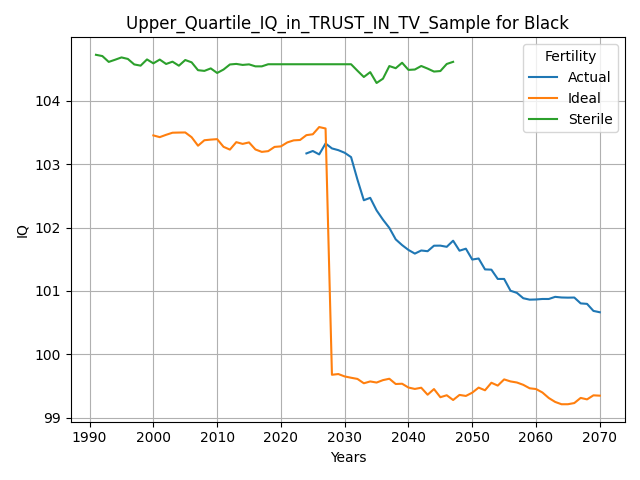 Upper_Quartile_IQ_in_TRUST_IN_TV_Sample for Black
Fertility
Actual
Ideal
Sterile
IQ
104
103
102
101
100
99
1990 2000 2010 2020 2030 2040 2050 2060 2070
Years